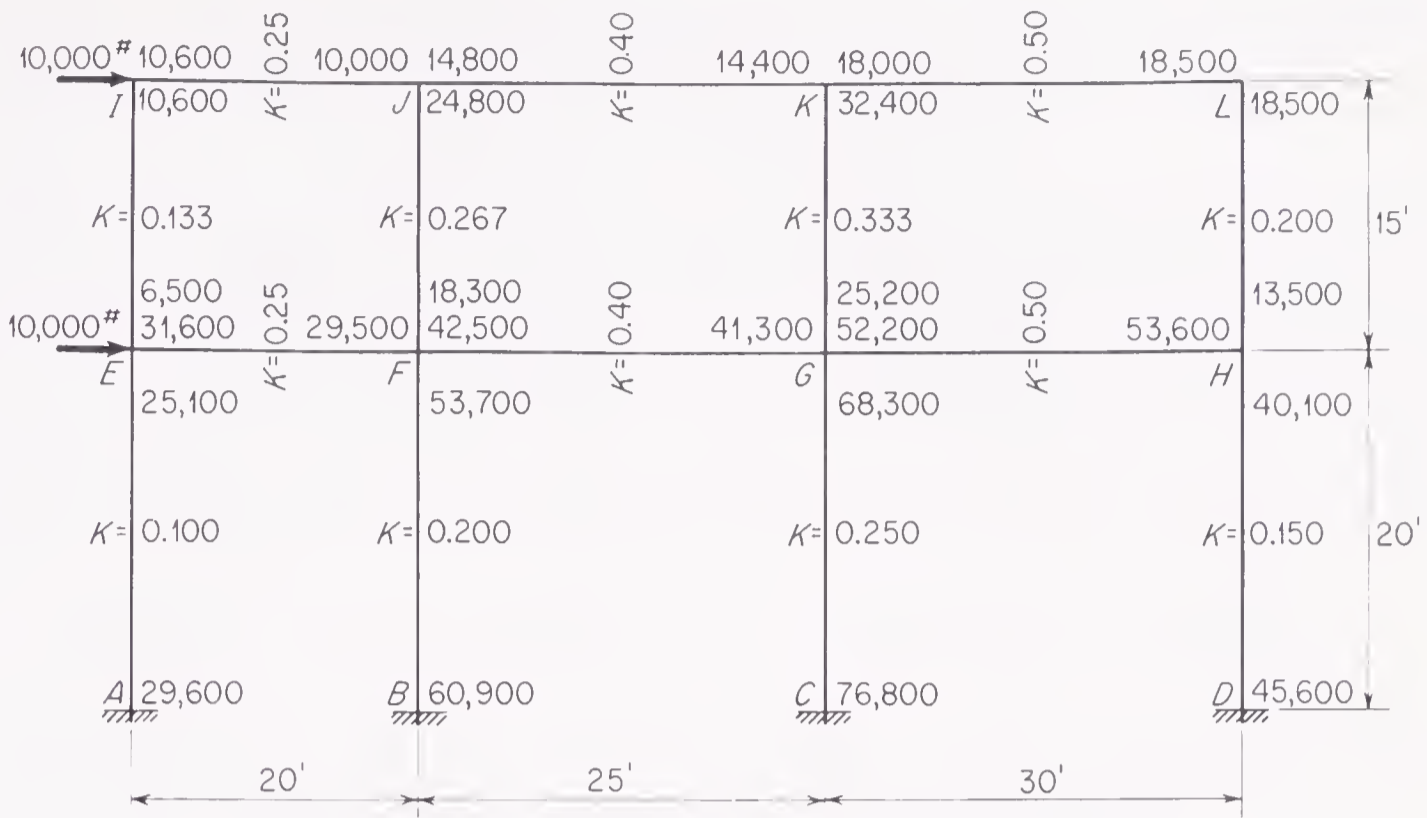 10,000# 10,600 K=0.25 10,000 14,800 K=0.40 14,400 18,000 K=0.50 18,500
I 10,600 J 24,800 K 32,400 L 18,500
K= 0.133 K= 0.267 K= 0.333 K= 0.200 15'
6,500 18,300 25,200 13,500
10,000# 31,600 K=0.25 29,500 42,500 K=0.40 41,300 52,200 K=0.50 53,600
E F G H
25,100 53,700 68,300 40,100
K= 0.100 K= 0.200 K= 0.250 K= 0.150 20'
A 29,600 B 60,900 C 76,800 D 45,600
20' 25' 30'